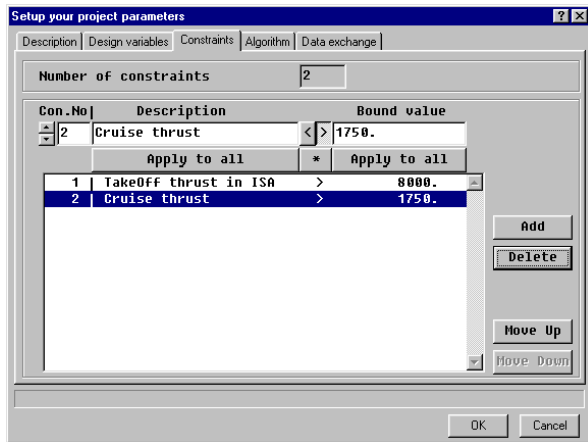 Setup your project parameters ? X
Description Design variables Constraints Algorithm Data exchange
Number of constraints 2
Con.No| Description Bound value
2 Cruise thrust < > 1750.
Apply to all * Apply to all
1 | TakeOff thrust in ISA > 8000.
2 | Cruise thrust > 1750.
Add
Delete
Move Up
Move Down
OK Cancel